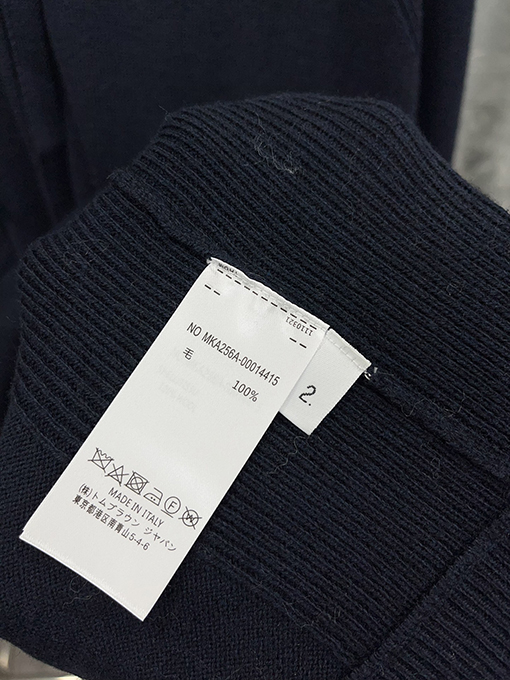 1110321
NO MKA256A-00014415
毛
100%
2.
MADE IN ITALY
(株)トム ブラウン ジャパン
東京都港区南青山5-4-6